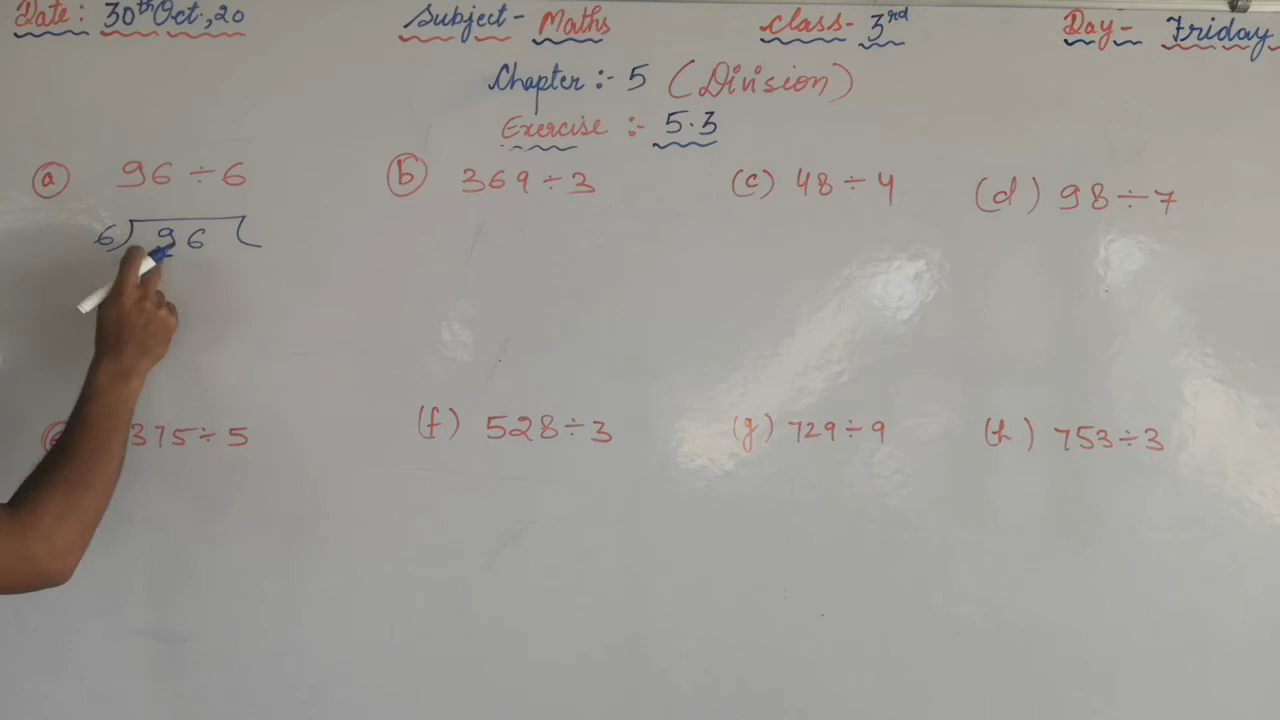 Date: 30th Oct, 20 Subject- Maths Class- 3rd Day- Friday
Chapter :- 5 (Division)
Exercise :- 5.3
(a) 96 ÷ 6 (b) 369 ÷ 3 (c) 48 ÷ 4 (d) 98 ÷ 7
6) 96 (
375 ÷ 5 (f) 528 ÷ 3 (g) 729 ÷ 9 (h) 753 ÷ 3